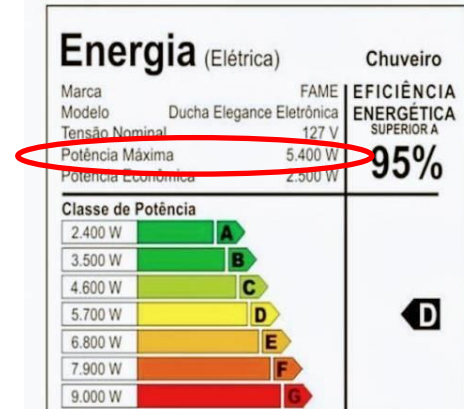 Energia (Elétrica)
Chuveiro
Marca FAME
Modelo Ducha Elegance Eletrônica
Tensão Nominal 127 V
Potência Máxima 5.400 W
Potência Econômica 2.500 W
EFICIÊNCIA
ENERGÉTICA
SUPERIOR A
95%
Classe de Potência
2.400 W A
3.500 W B
4.600 W C
5.700 W D D
6.800 W E
7.900 W F
9.000 W G